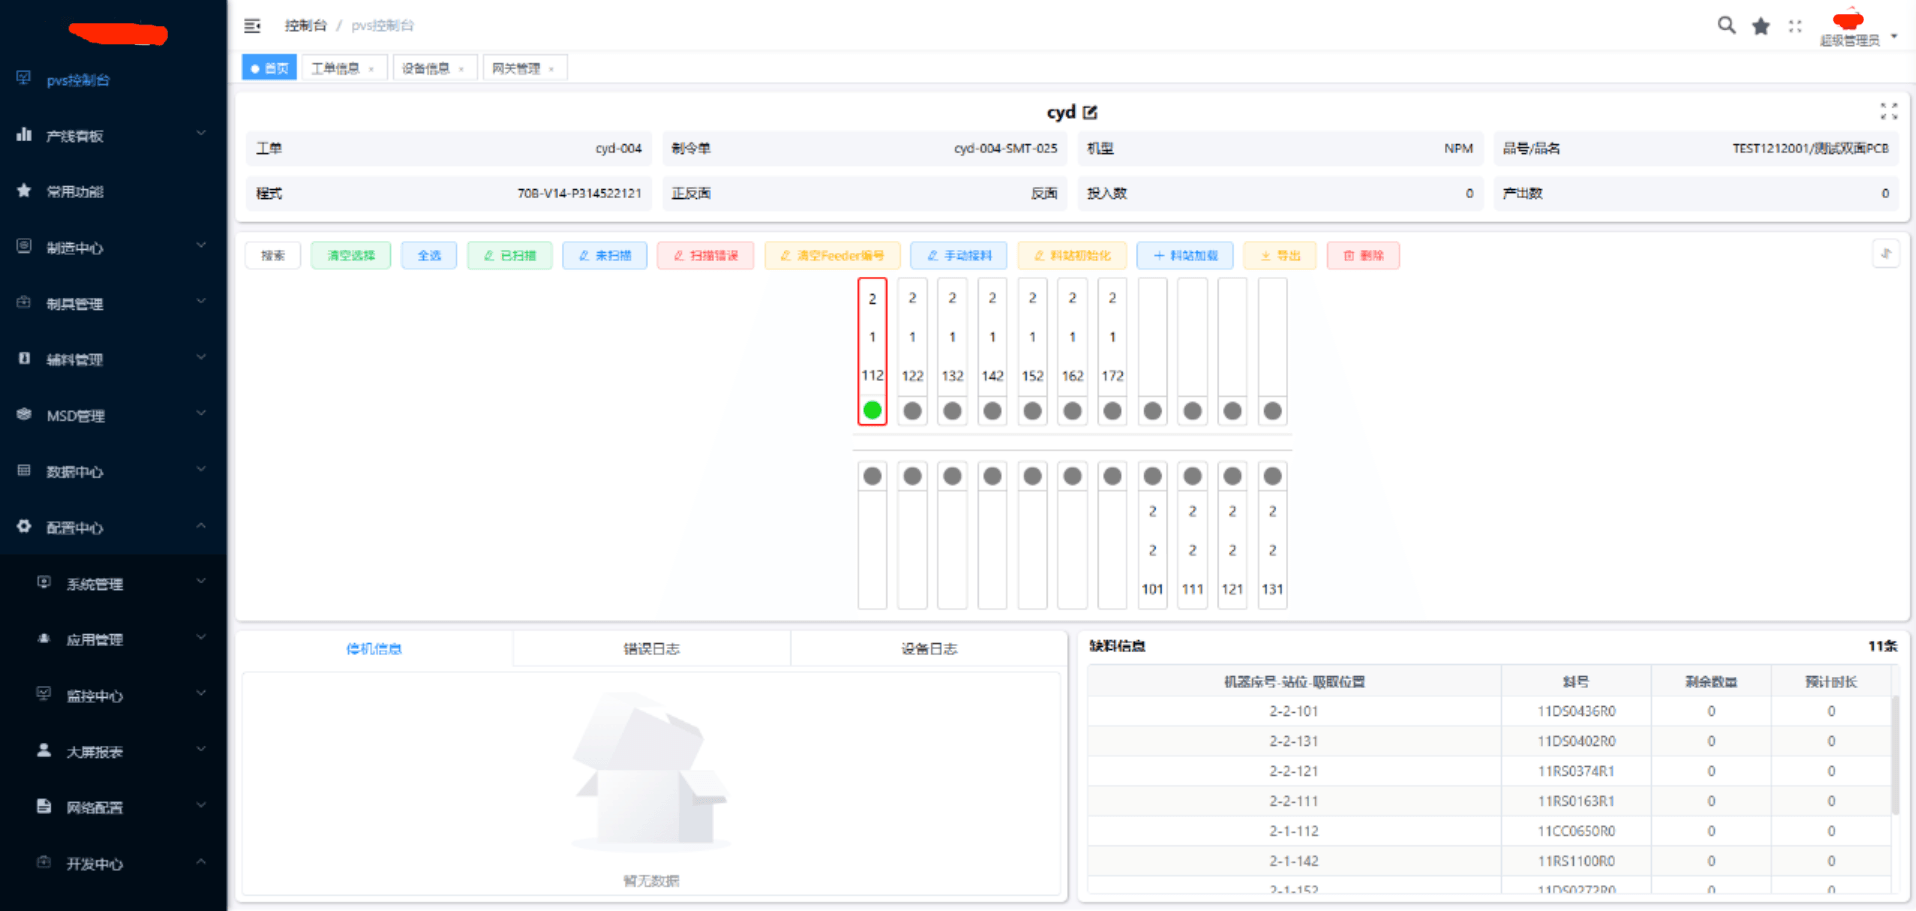 控制台 / pvs控制台
超级管理员
pvs控制台
产线看板
常用功能
制造中心
制具管理
辅料管理
MSD管理
数据中心
配置中心
系统管理
应用管理
监控中心
大屏报表
网络配置
开发中心
首页 工单信息 × 设备信息 × 网关管理 ×
cyd
工单 cyd-004 制令单 cyd-004-SMT-025 机型 NPM 品号/品名 TEST1212001/测试双面PCB
程式 70B-V14-P314522121 正反面 反面 投入数 0 产出数 0
搜索 清空选择 全选 已扫描 未扫描 扫描错误 清空Feeder编号 手动接料 料站初始化 + 料站加载 导出 删除
2 2 2 2 2 2 2
1 1 1 1 1 1 1
112 122 132 142 152 162 172
2 2 2 2
2 2 2 2
101 111 121 131
停机信息 错误日志 设备日志
暂无数据
缺料信息 11条
机器序号-站位-吸取位置 料号 剩余数量 预计时长
2-2-101 11DS0436R0 0 0
2-2-131 11DS0402R0 0 0
2-2-121 11RS0374R1 0 0
2-2-111 11RS0163R1 0 0
2-1-112 11CC0650R0 0 0
2-1-142 11RS1100R0 0 0
2-1-152 11DS0272R0 0 0